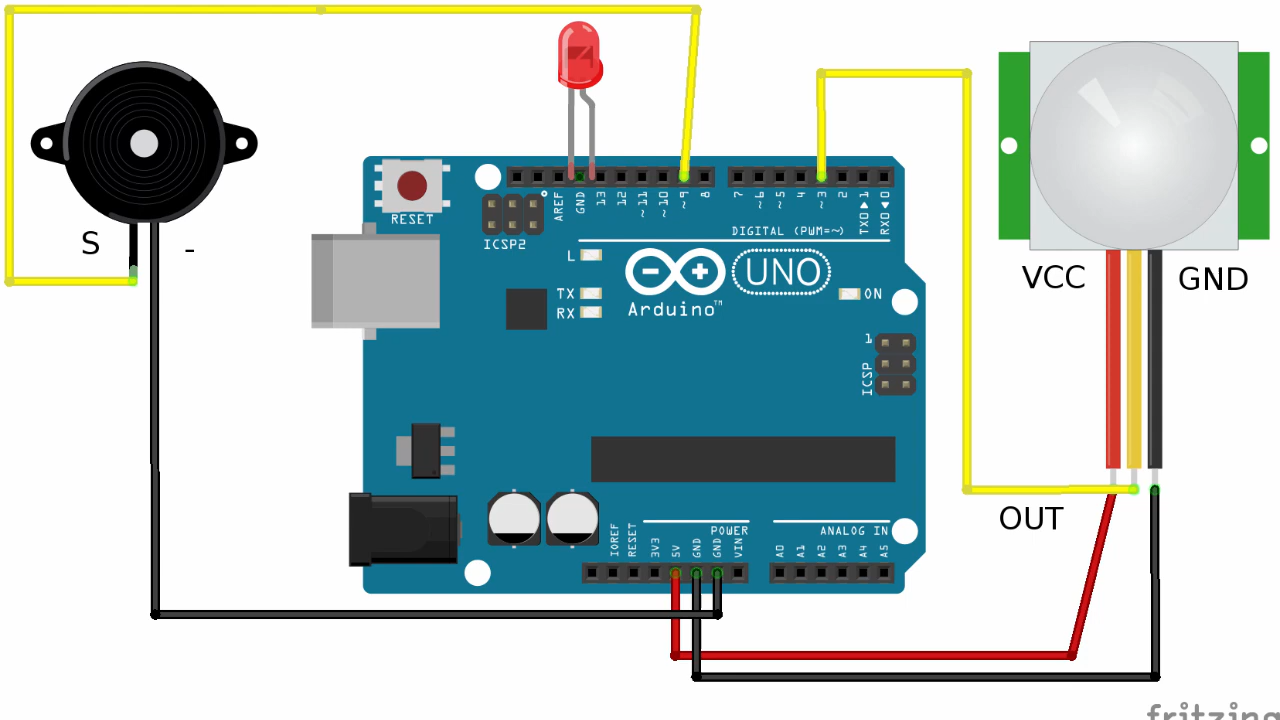 S
-
VCC
GND
OUT
RESET
ICSP2
AREF
GND
13
12
~11
~10
~9
8
7
~6
~5
4
~3
2
TX0▶1
RX0◀0
DIGITAL (PWM=~)
L
TX
RX
UNO
Arduino™
ON
1
ICSP
IOREF
RESET
3V3
5V
GND
GND
VIN
POWER
ANALOG IN
A0
A1
A2
A3
A4
A5
fritzing